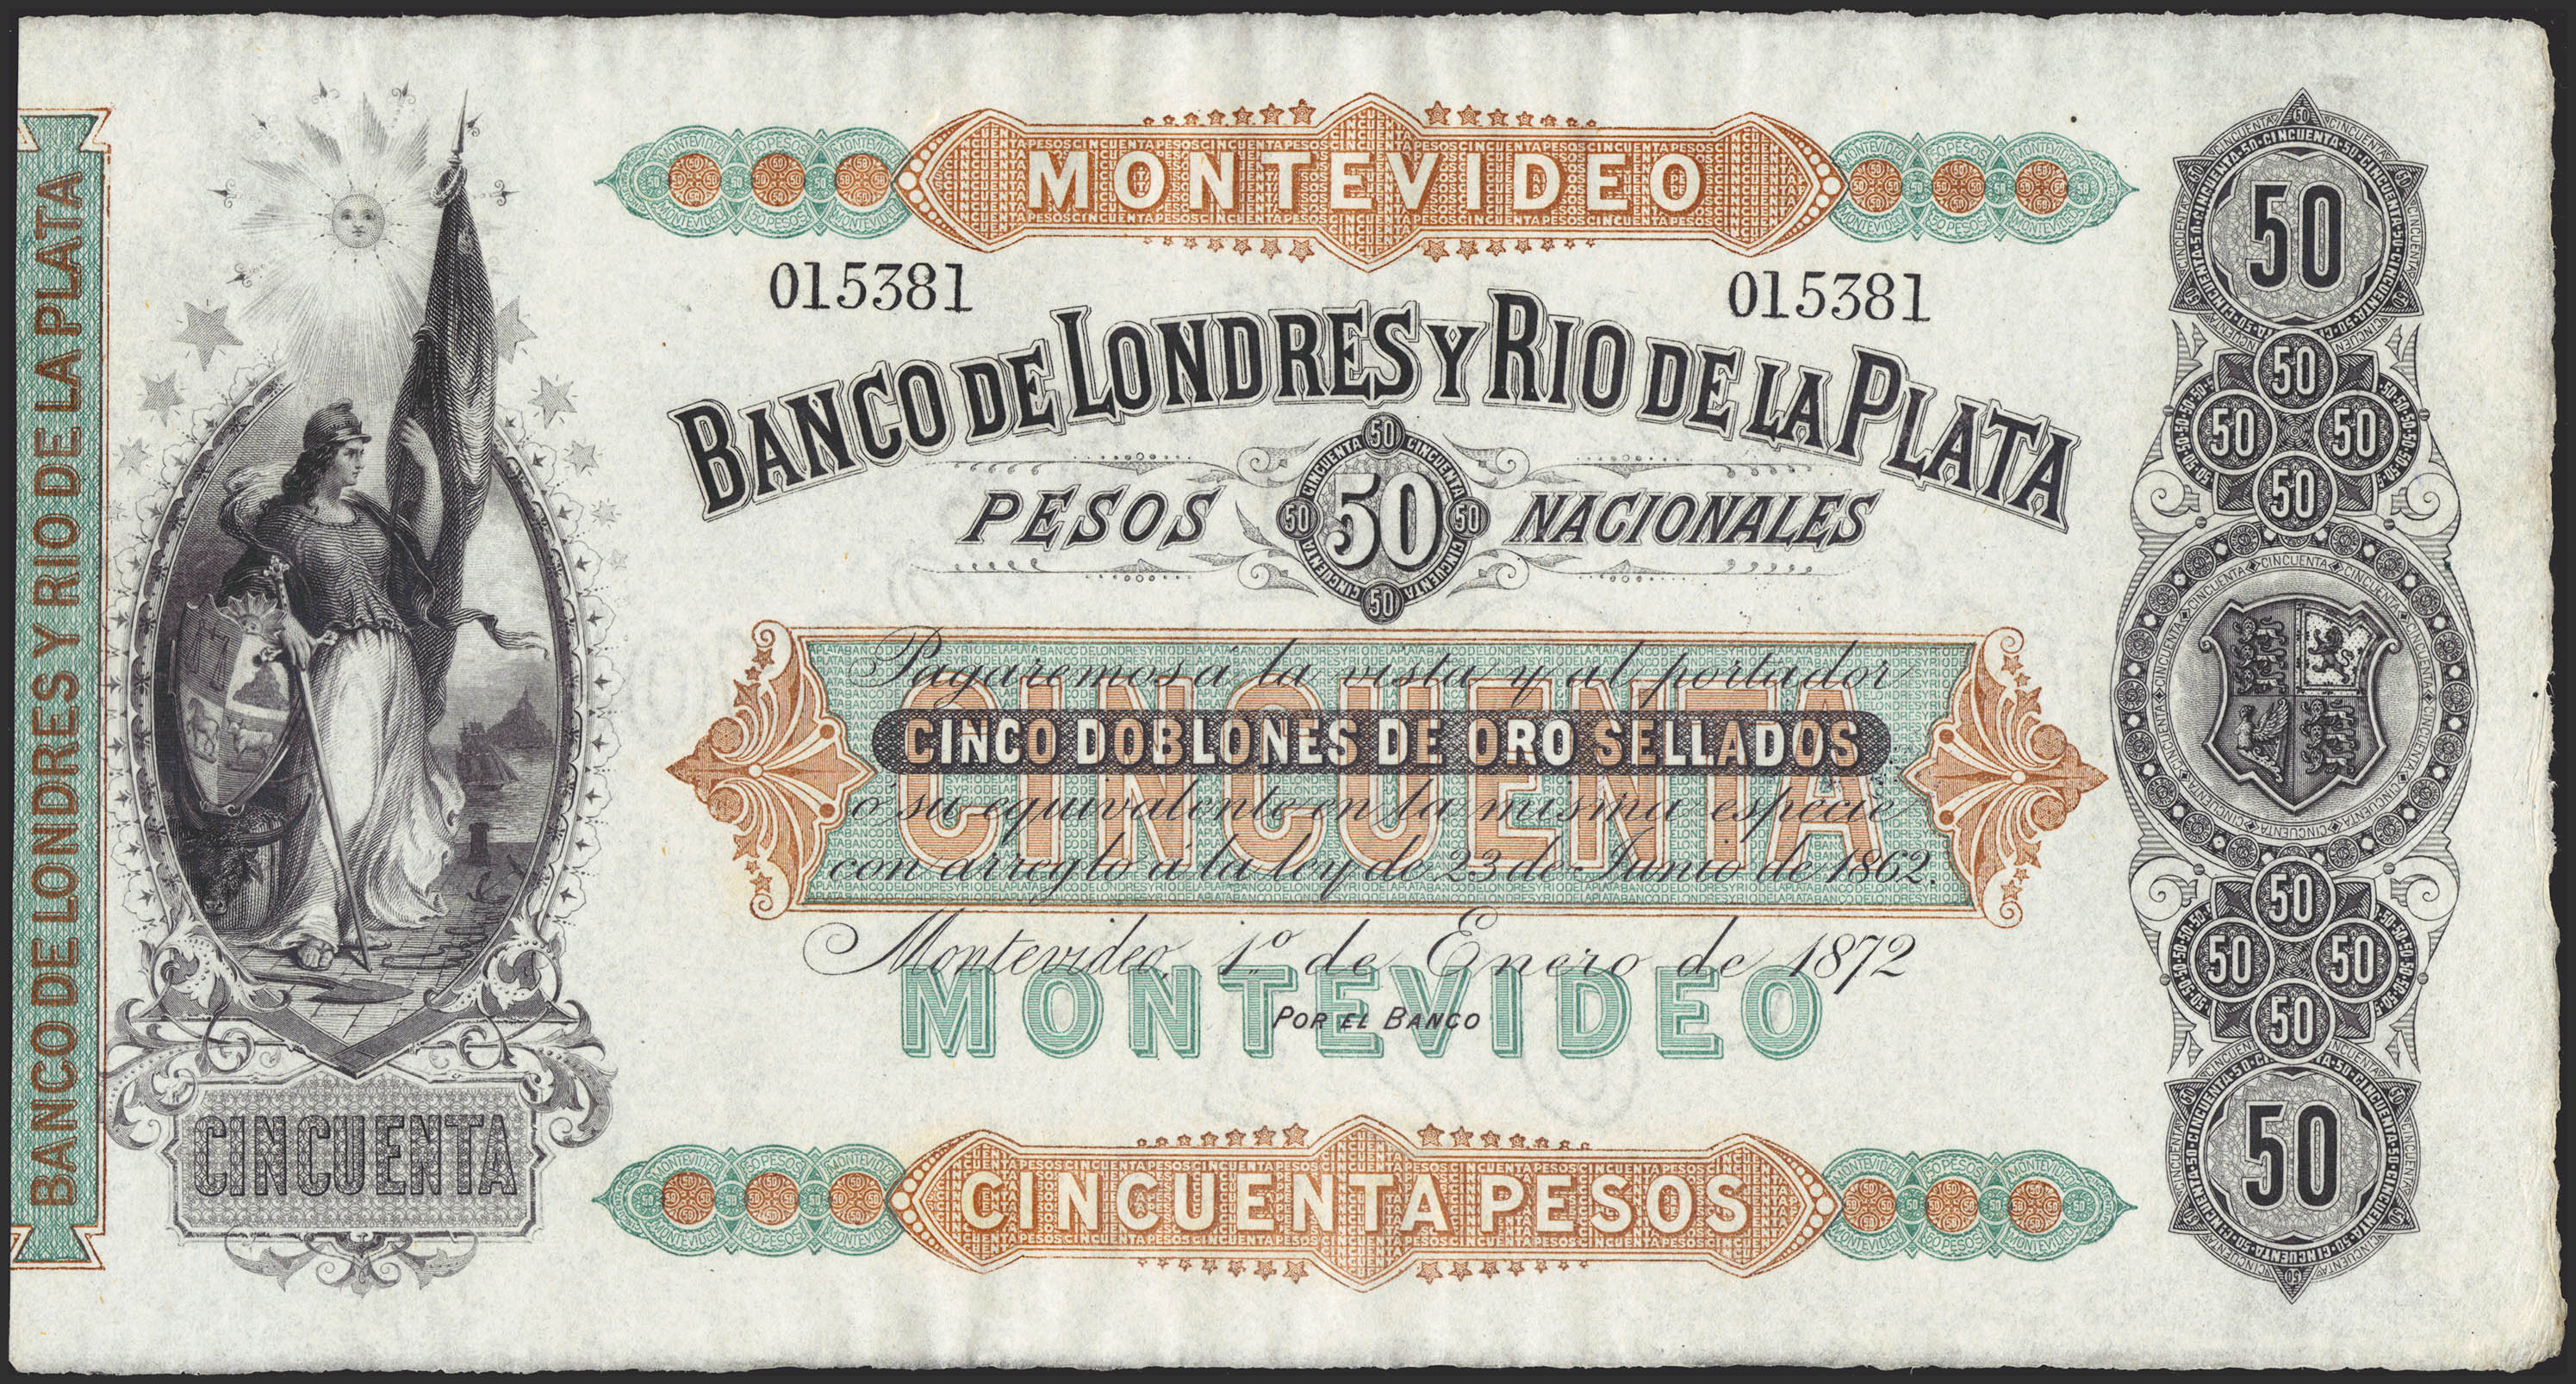 BANCO DE LONDRES Y RIO DE LA PLATA
MONTEVIDEO
015381 015381
BANCO DE LONDRES Y RIO DE LA PLATA
PESOS 50 NACIONALES
Pagaremos á la vista y al portador
CINCUENTA
CINCO DOBLONES DE ORO SELLADOS
ó su equivalente en la misma especie
con arreglo á la ley de 23 de Junio de 1862.
Montevideo, 1º de Enero de 1872
MONTEVIDEO
POR EL BANCO
CINCUENTA
CINCUENTA PESOS
50
50
50 50
50
50
50 50
50
50